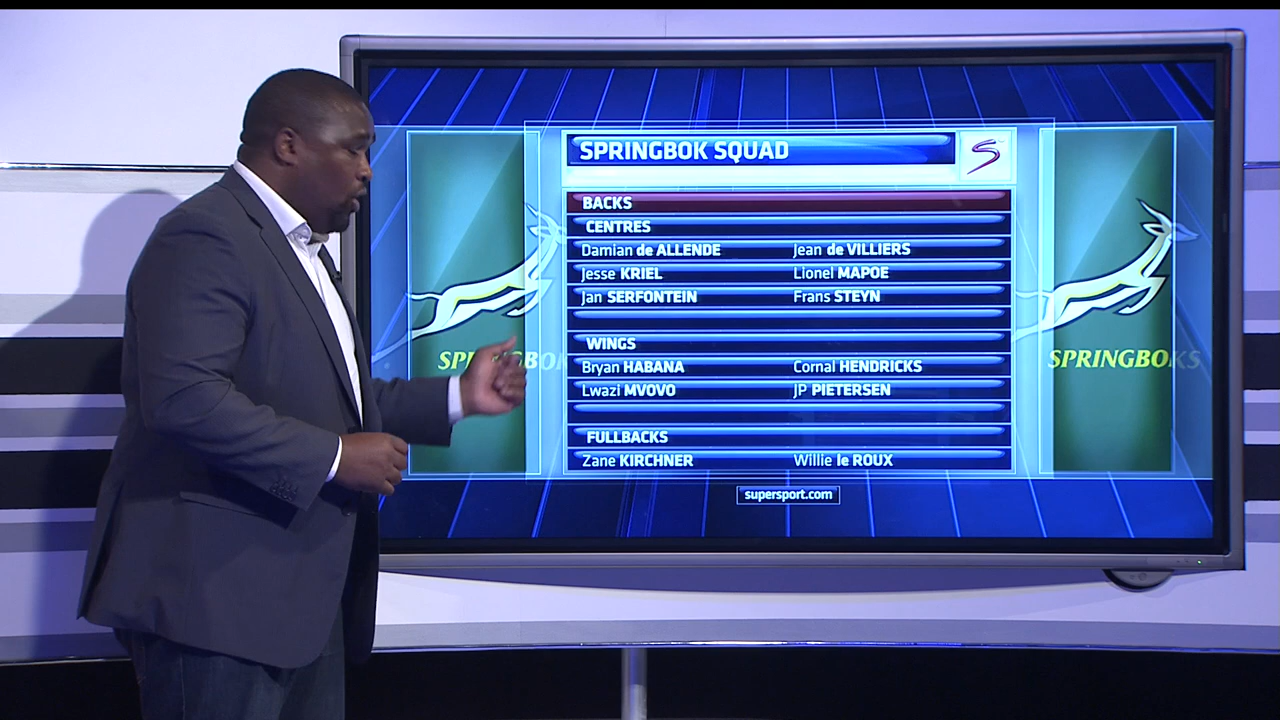 SPRINGBOK SQUAD
BACKS
CENTRES
Damian de ALLENDE Jean de VILLIERS
Jesse KRIEL Lionel MAPOE
Jan SERFONTEIN Frans STEYN
WINGS
Bryan HABANA Cornal HENDRICKS
Lwazi MVOVO JP PIETERSEN
FULLBACKS
Zane KIRCHNER Willie le ROUX
SPRINGBOKS
supersport.com